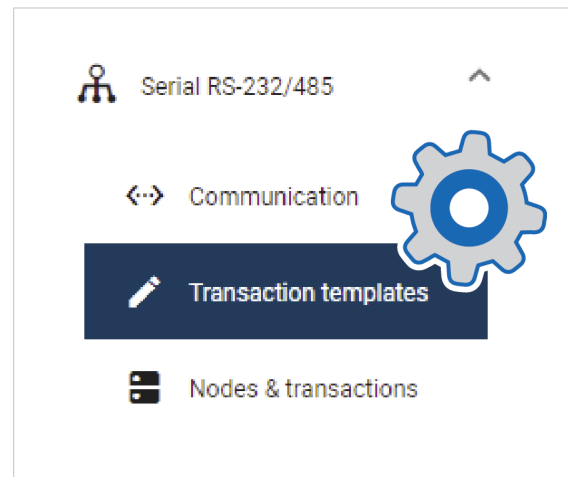 Serial RS-232/485
Communication
Transaction templates
Nodes & transactions